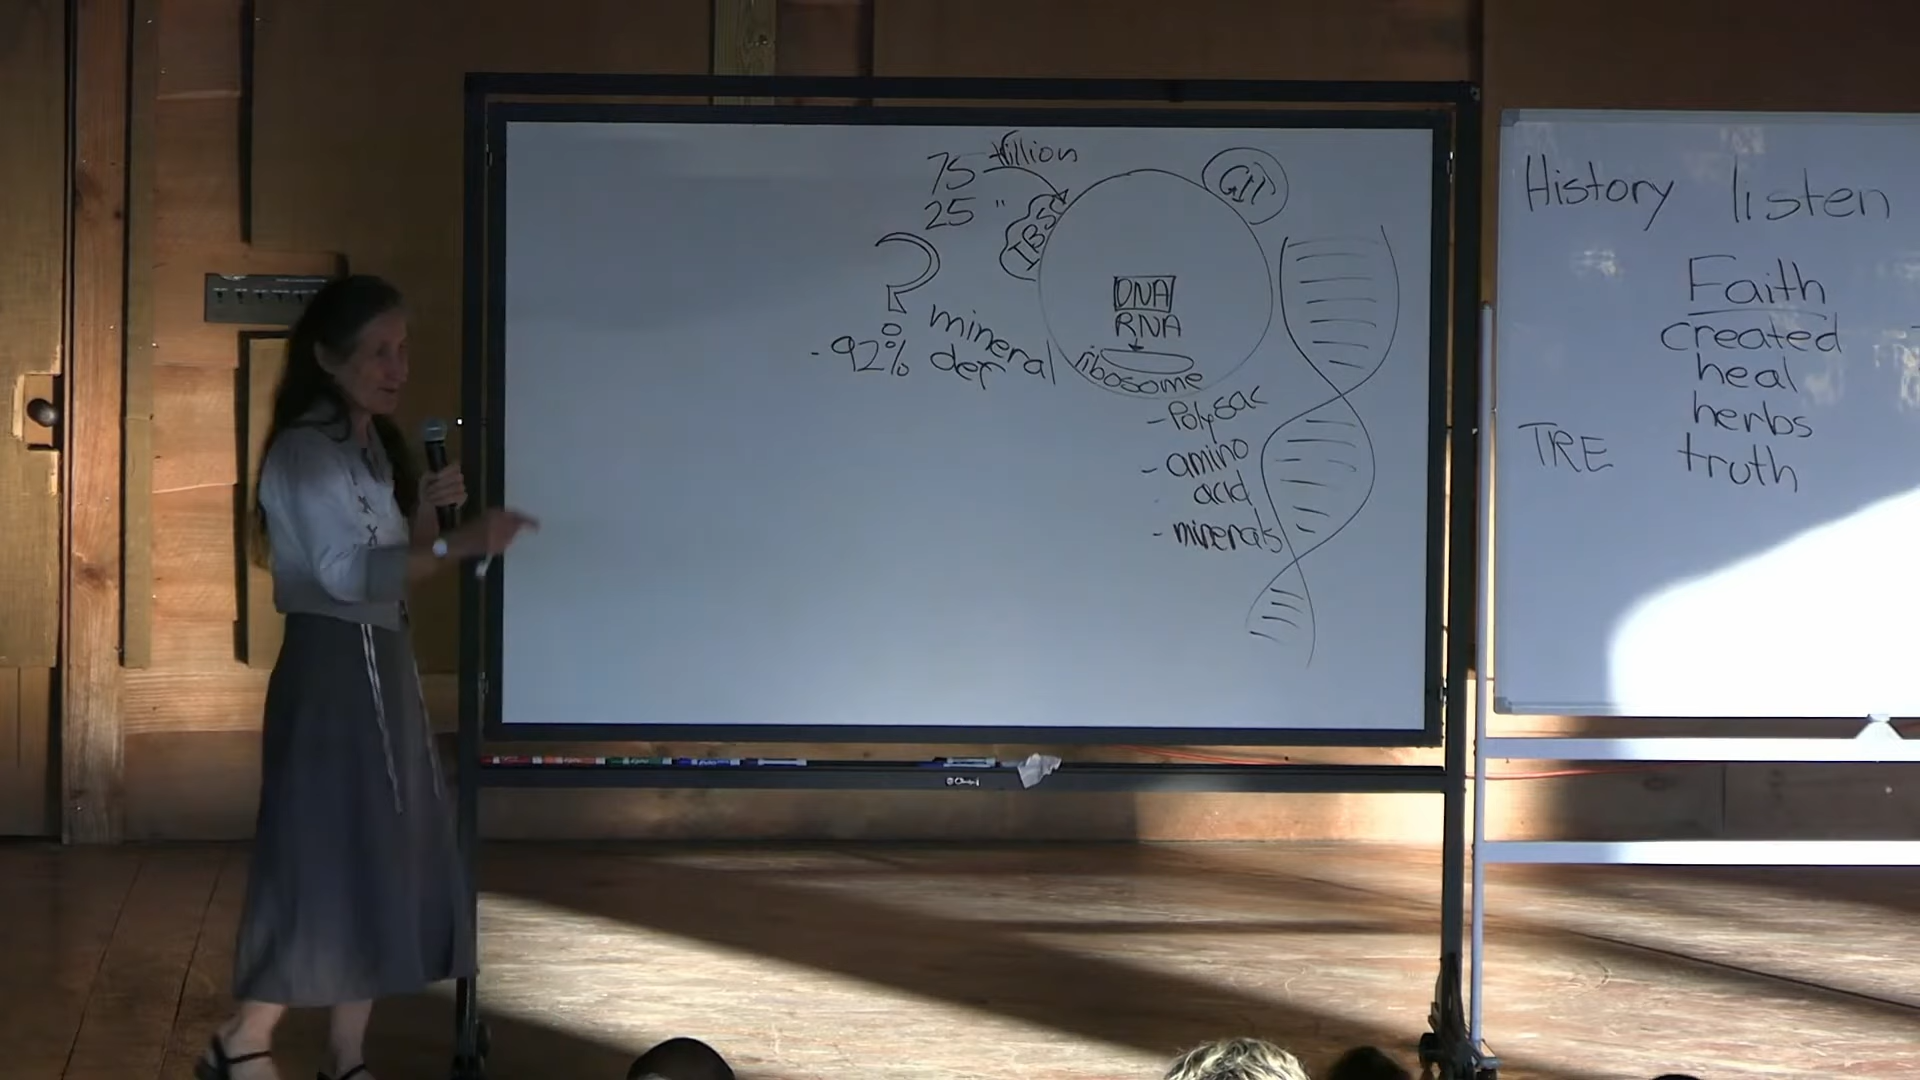 75 trillion
25 "
IBS
GIT
DNA
RNA
ribosome
mineral
-92% def
- Polysac
- amino
acid
- minerals
History listen
Faith
created
heal
herbs
TRE truth